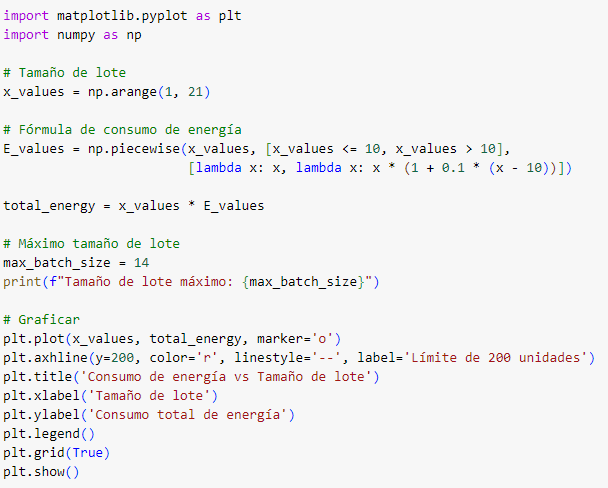 import matplotlib.pyplot as plt
import numpy as np

# Tamaño de lote
x_values = np.arange(1, 21)

# Fórmula de consumo de energía
E_values = np.piecewise(x_values, [x_values <= 10, x_values > 10],
                        [lambda x: x, lambda x: x * (1 + 0.1 * (x - 10))])

total_energy = x_values * E_values

# Máximo tamaño de lote
max_batch_size = 14
print(f"Tamaño de lote máximo: {max_batch_size}")

# Graficar
plt.plot(x_values, total_energy, marker='o')
plt.axhline(y=200, color='r', linestyle='--', label='Límite de 200 unidades')
plt.title('Consumo de energía vs Tamaño de lote')
plt.xlabel('Tamaño de lote')
plt.ylabel('Consumo total de energía')
plt.legend()
plt.grid(True)
plt.show()